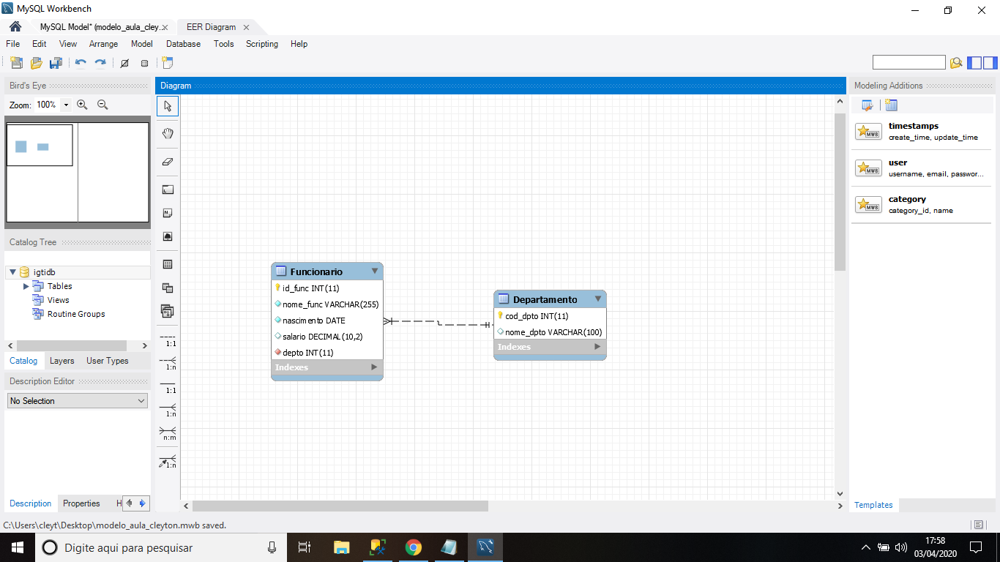 MySQL Workbench
MySQL Model* (modelo_aula_cley...
EER Diagram
File Edit View Arrange Model Database Tools Scripting Help
Bird's Eye
Zoom: 100%
Catalog Tree
igtidb
Tables
Views
Routine Groups
Catalog Layers User Types
Description Editor
No Selection
Description Properties H
Diagram
1:1
1:n
1:1
1:n
n:m
1:n
Funcionario
id_func INT(11)
nome_func VARCHAR(255)
nascimento DATE
salario DECIMAL(10,2)
depto INT(11)
Indexes
Departamento
cod_dpto INT(11)
nome_dpto VARCHAR(100)
Indexes
Modeling Additions
MWB
timestamps
create_time, update_time
MWB
user
username, email, passwor...
MWB
category
category_id, name
Templates
C:\Users\cleyt\Desktop\modelo_aula_cleyton.mwb saved.
Digite aqui para pesquisar
17:58
03/04/2020